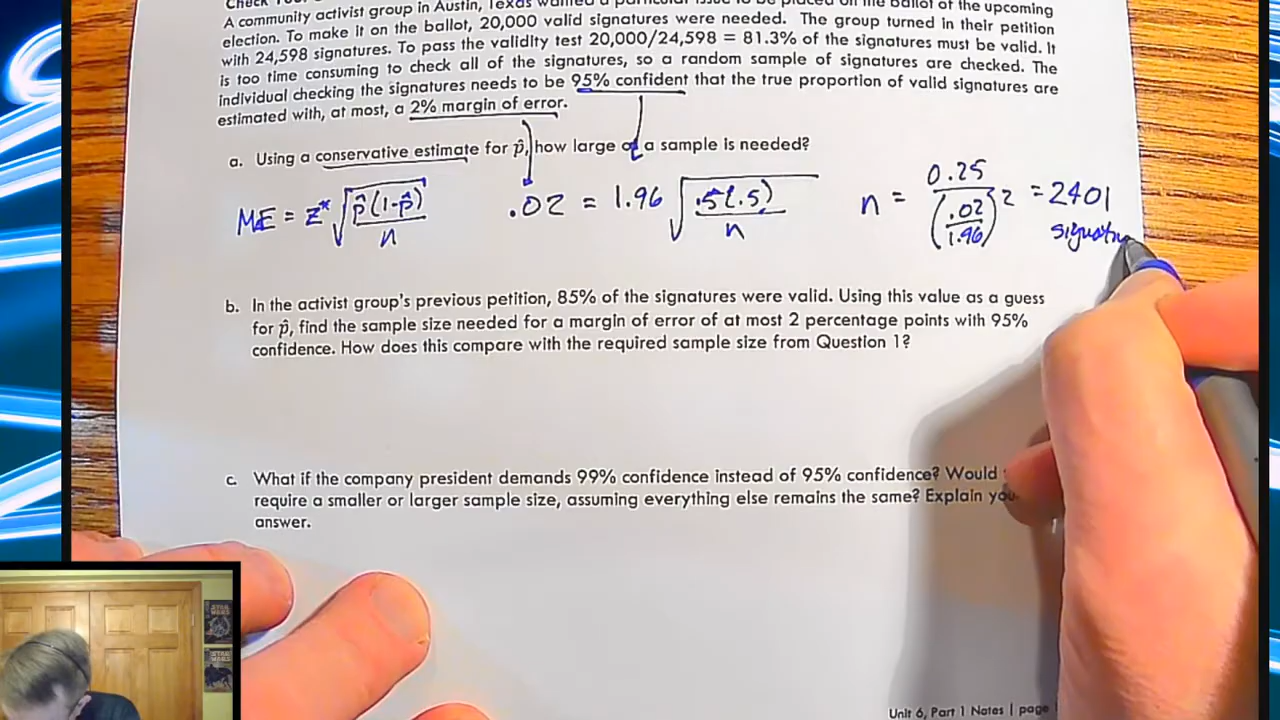 A community activist group in Austin, Texas wanted a particular issue to be placed on the ballot of the upcoming
election. To make it on the ballot, 20,000 valid signatures were needed. The group turned in their petition
with 24,598 signatures. To pass the validity test 20,000/24,598 = 81.3% of the signatures must be valid. It
is too time consuming to check all of the signatures, so a random sample of signatures are checked. The
individual checking the signatures needs to be 95% confident that the true proportion of valid signatures are
estimated with, at most, a 2% margin of error.
a. Using a conservative estimate for p̂, how large of a sample is needed?
ME = z* √(p̂(1-p̂)/n) .02 = 1.96 √(.5(.5)/n) n = 0.25/(.02/1.96)² = 2401
b. In the activist group's previous petition, 85% of the signatures were valid. Using this value as a guess
for p̂, find the sample size needed for a margin of error of at most 2 percentage points with 95%
confidence. How does this compare with the required sample size from Question 1?
c. What if the company president demands 99% confidence instead of 95% confidence? Would
require a smaller or larger sample size, assuming everything else remains the same? Explain
answer.
STAR WARS
Unit 6, Part 1 Notes | page